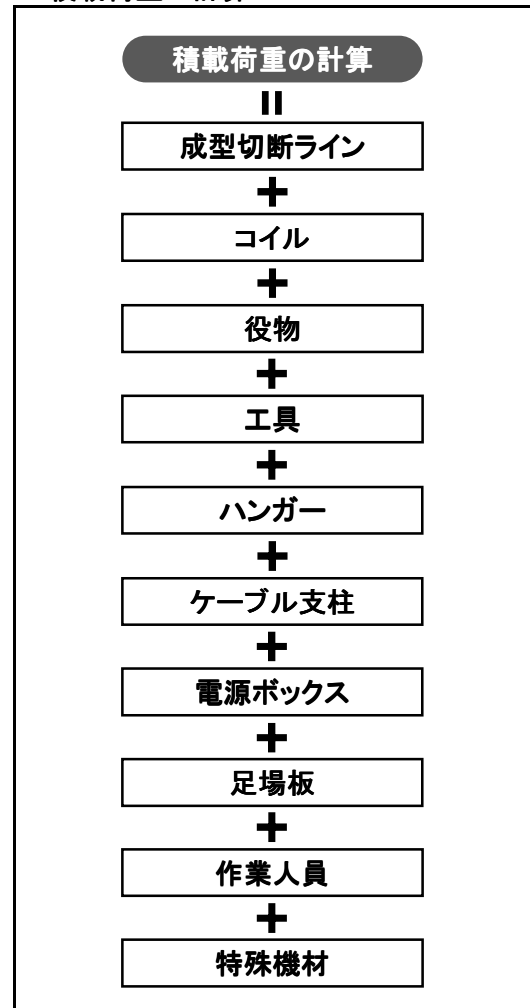 積載荷重の計算
=
成型切断ライン
+
コイル
+
役物
+
工具
+
ハンガー
+
ケーブル支柱
+
電源ボックス
+
足場板
+
作業人員
+
特殊機材